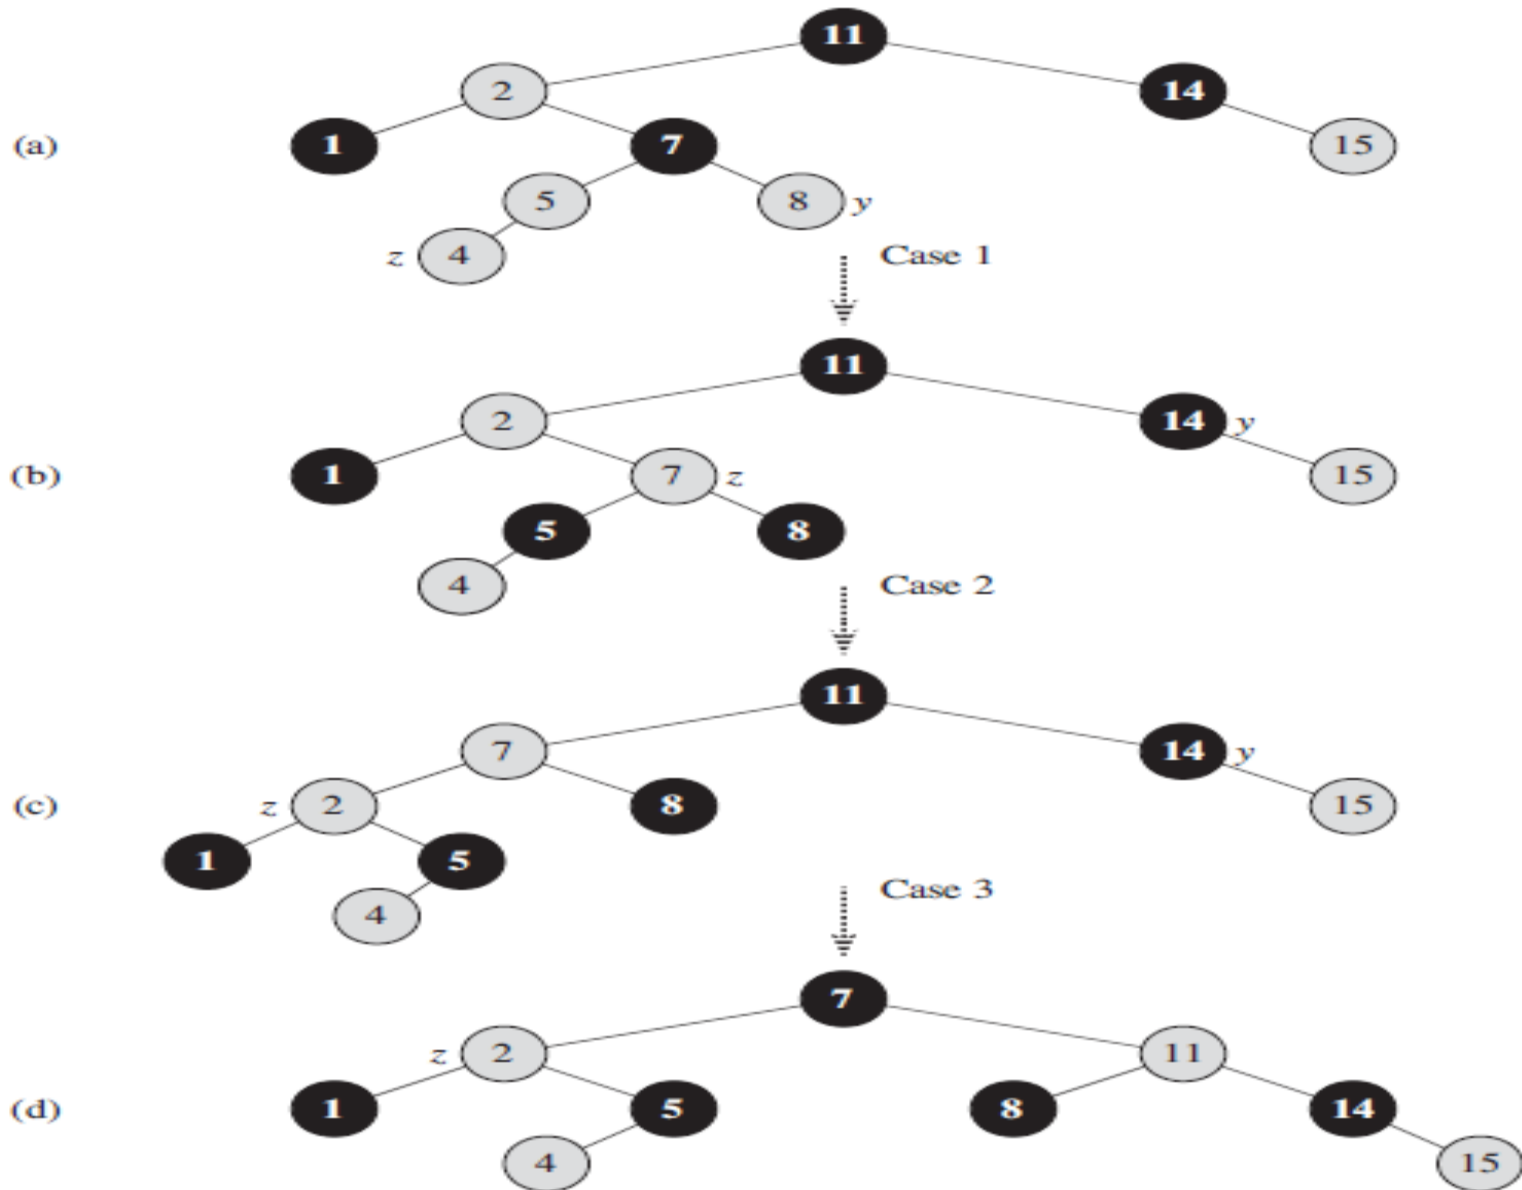 11
2 14
(a) 1 7 15
5 8 y
z 4 Case 1
11
2 14 y
(b) 1 7 z 15
5 8
4 Case 2
11
7 14 y
(c) z 2 8 15
1 5
4 Case 3
7
z 2 11
(d) 1 5 8 14
4 15